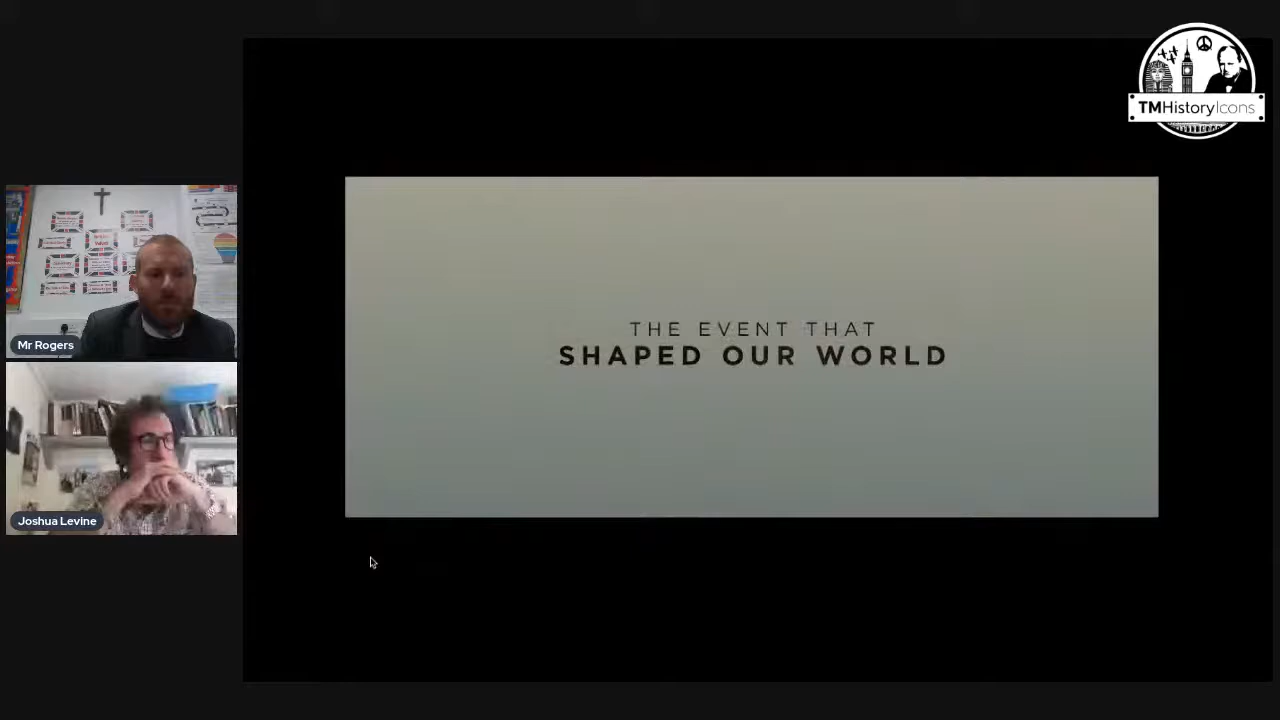 TMHistoryIcons
THE EVENT THAT
SHAPED OUR WORLD
Mr Rogers
Joshua Levine